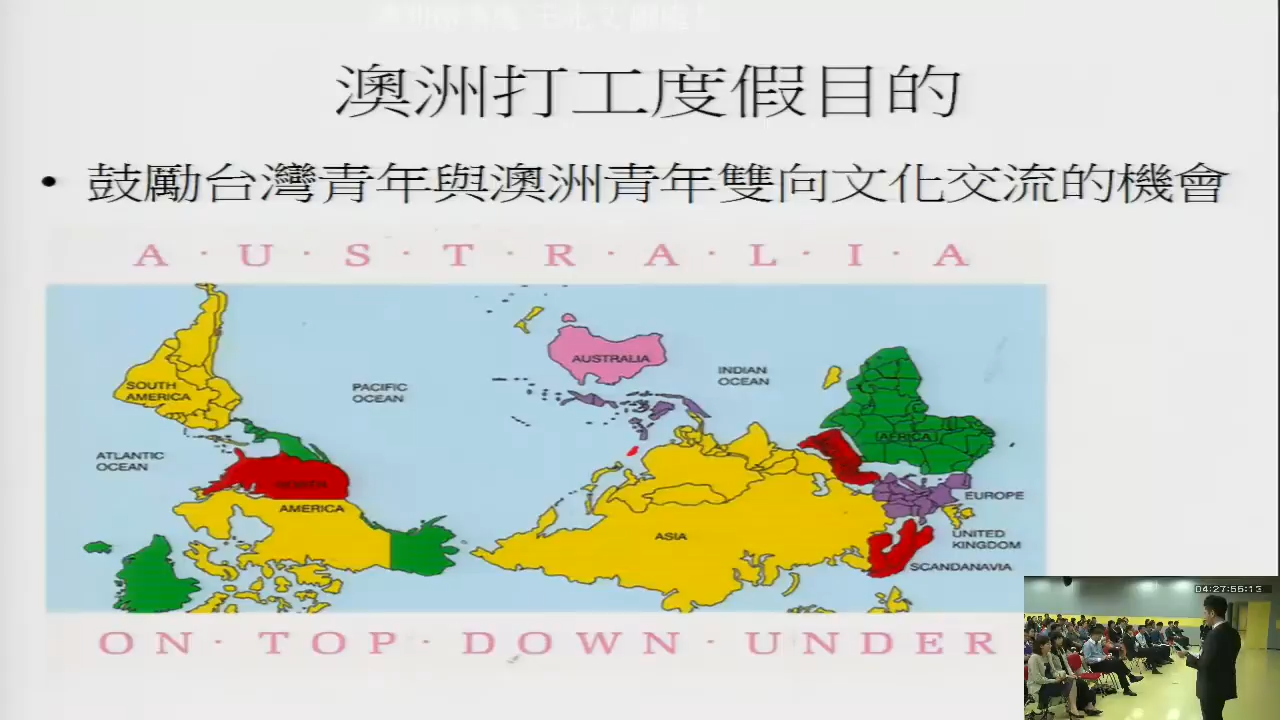 澳洲打工度假目的
• 鼓勵台灣青年與澳洲青年雙向文化交流的機會
A · U · S · T · R · A · L · I · A
AUSTRALIA
INDIAN
OCEAN
SOUTH
AMERICA
PACIFIC
OCEAN
AFRICA
ATLANTIC
OCEAN
NORTH
AMERICA
EUROPE
ASIA
UNITED
KINGDOM
SCANDANAVIA
ON · TOP · DOWN · UNDER
04:27:56:13